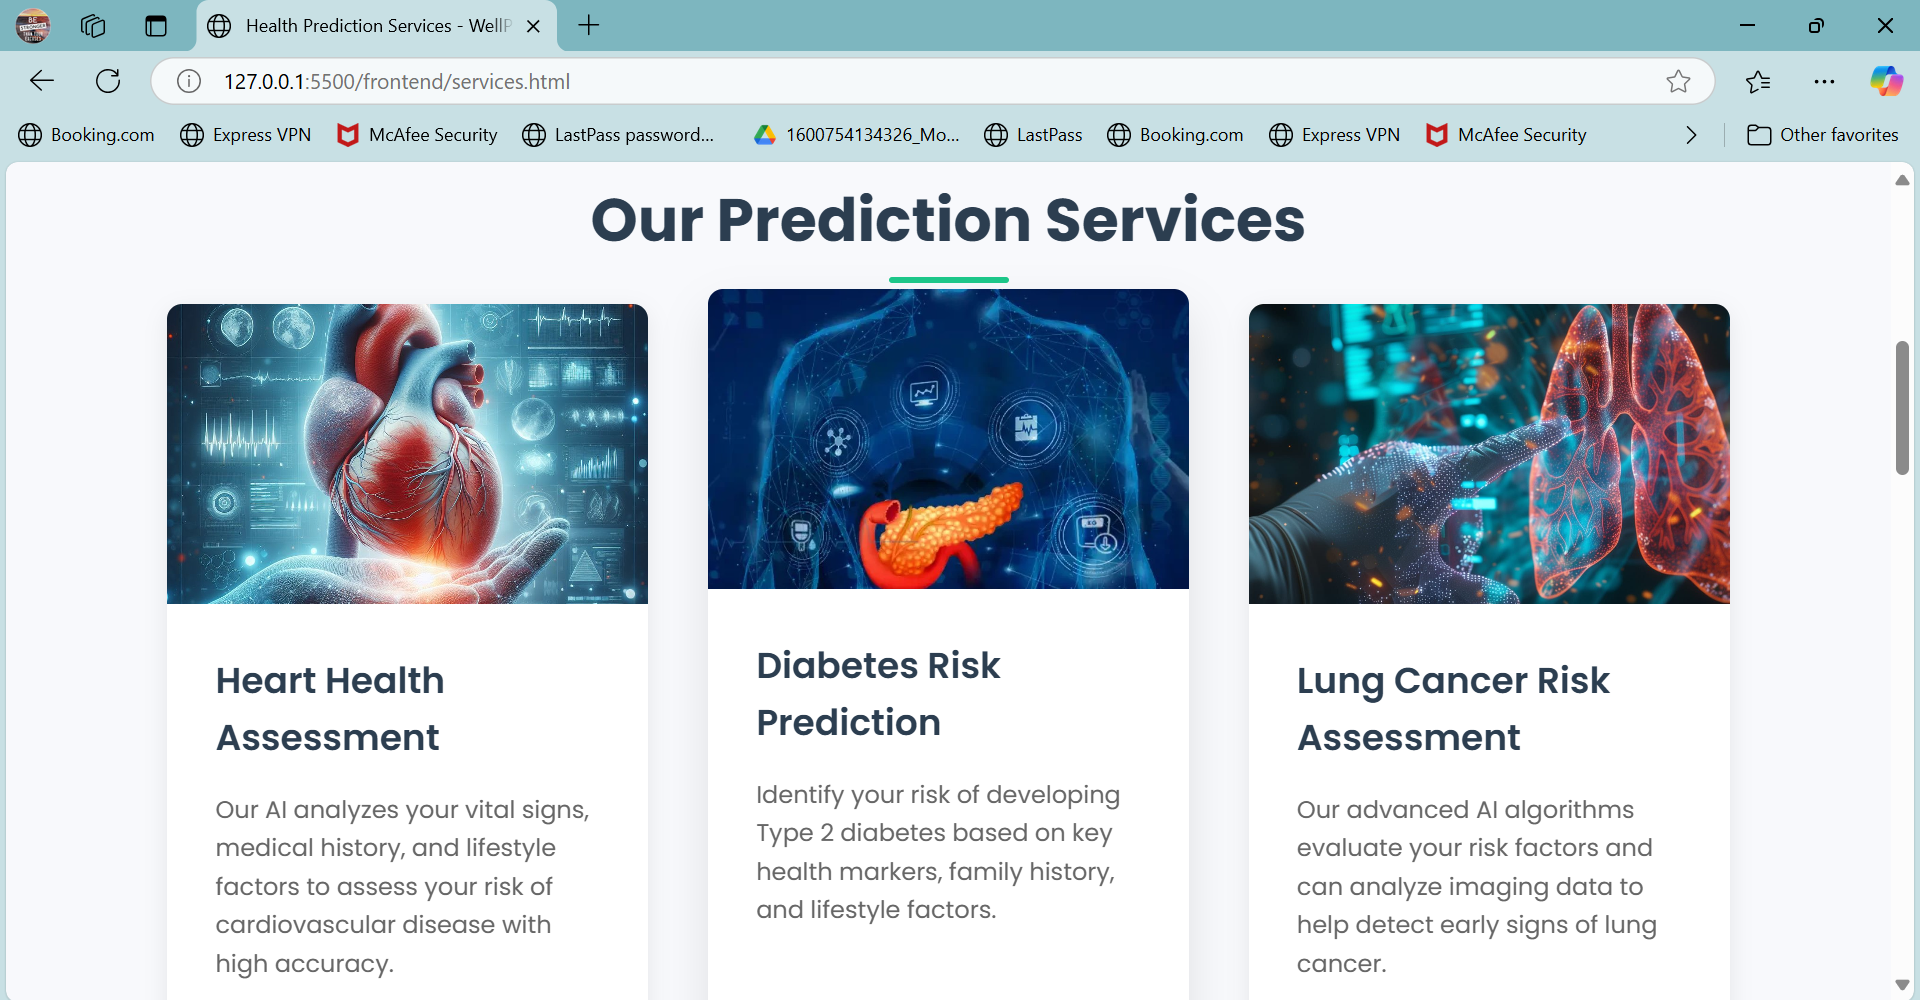 Health Prediction Services - WellP
127.0.0.1:5500/frontend/services.html
Booking.com
Express VPN
McAfee Security
LastPass password...
1600754134326_Mo...
LastPass
Booking.com
Express VPN
McAfee Security
Other favorites
Our Prediction Services
Heart Health
Assessment
Our AI analyzes your vital signs,
medical history, and lifestyle
factors to assess your risk of
cardiovascular disease with
high accuracy.
Diabetes Risk
Prediction
Identify your risk of developing
Type 2 diabetes based on key
health markers, family history,
and lifestyle factors.
Lung Cancer Risk
Assessment
Our advanced AI algorithms
evaluate your risk factors and
can analyze imaging data to
help detect early signs of lung
cancer.